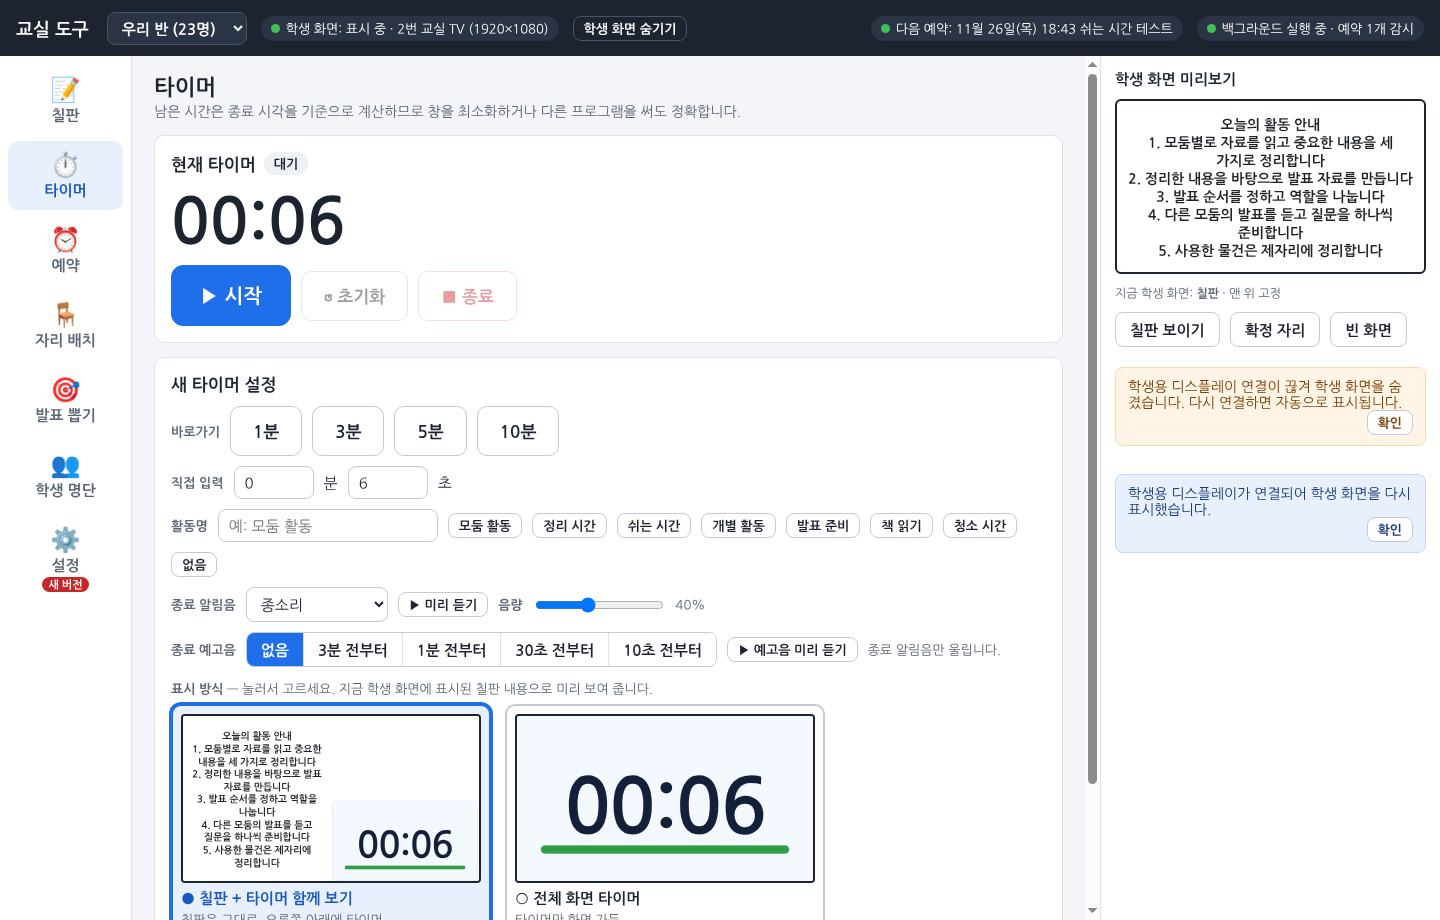 교실 도구
우리 반 (23명)
학생 화면: 표시 중 · 2번 교실 TV (1920×1080)
학생 화면 숨기기
다음 예약: 11월 26일(목) 18:43 쉬는 시간 테스트
백그라운드 실행 중 · 예약 1개 감시
칠판
타이머
예약
자리 배치
발표 뽑기
학생 명단
설정
새 버전
타이머
남은 시간은 종료 시각을 기준으로 계산하므로 창을 최소화하거나 다른 프로그램을 써도 정확합니다.
현재 타이머 대기
00:06
▶ 시작
초기화
■ 종료
새 타이머 설정
바로가기 1분 3분 5분 10분
직접 입력 0 분 6 초
활동명 예: 모둠 활동 모둠 활동 정리 시간 쉬는 시간 개별 활동 발표 준비 책 읽기 청소 시간
없음
종료 알림음 종소리 ▶ 미리 듣기 음량 40%
종료 예고음 없음 3분 전부터 1분 전부터 30초 전부터 10초 전부터 ▶ 예고음 미리 듣기 종료 알림음만 울립니다.
표시 방식 — 눌러서 고르세요. 지금 학생 화면에 표시된 칠판 내용으로 미리 보여 줍니다.
오늘의 활동 안내
1. 모둠별로 자료를 읽고 중요한
내용을 세 가지로 정리합니다
2. 정리한 내용을 바탕으로 발표
자료를 만듭니다
3. 발표 순서를 정하고 역할을
나눕니다
4. 다른 모둠의 발표를 듣고
질문을 하나씩 준비합니다
5. 사용한 물건은 제자리에
정리합니다
00:06
● 칠판 + 타이머 함께 보기
칠판은 그대로, 오른쪽 아래에 타이머
00:06
○ 전체 화면 타이머
타이머만 화면 가득
학생 화면 미리보기
오늘의 활동 안내
1. 모둠별로 자료를 읽고 중요한 내용을 세
가지로 정리합니다
2. 정리한 내용을 바탕으로 발표 자료를 만듭니다
3. 발표 순서를 정하고 역할을 나눕니다
4. 다른 모둠의 발표를 듣고 질문을 하나씩
준비합니다
5. 사용한 물건은 제자리에 정리합니다
지금 학생 화면: 칠판 · 맨 위 고정
칠판 보이기
확정 자리
빈 화면
학생용 디스플레이 연결이 끊겨 학생 화면을 숨
겼습니다. 다시 연결하면 자동으로 표시됩니다.
확인
학생용 디스플레이가 연결되어 학생 화면을 다시
표시했습니다.
확인